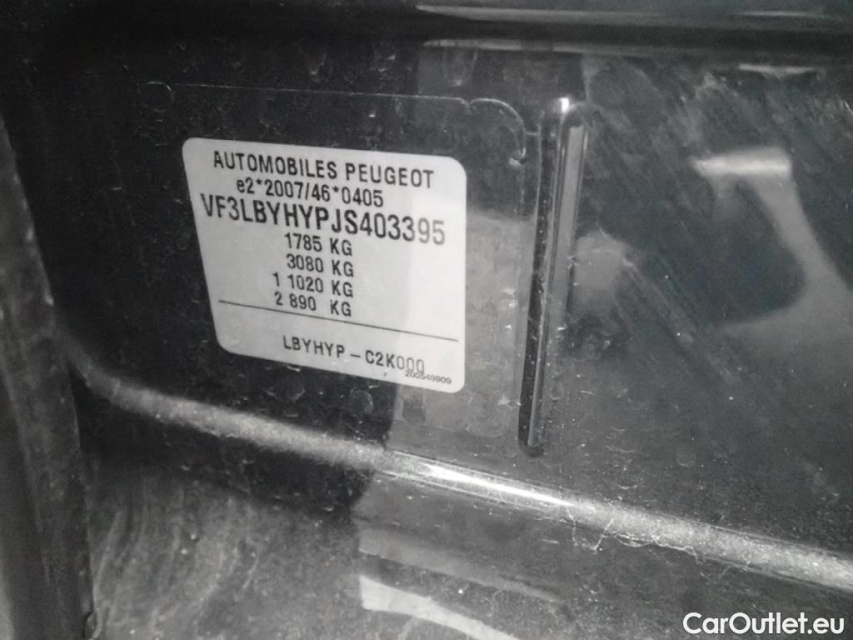 AUTOMOBILES PEUGEOT
e2*2007/46*0405
VF3LBYHYPJS403395
1785 KG
3080 KG
1 1020 KG
2 890 KG
LBYHYP - C2K000
CarOutlet.eu